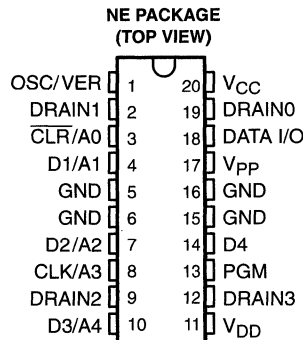 NE PACKAGE
(TOP VIEW)
OSC/VER 1 20 VCC
DRAIN1 2 19 DRAIN0
CLR/A0 3 18 DATA I/O
D1/A1 4 17 VPP
GND 5 16 GND
GND 6 15 GND
D2/A2 7 14 D4
CLK/A3 8 13 PGM
DRAIN2 9 12 DRAIN3
D3/A4 10 11 VDD